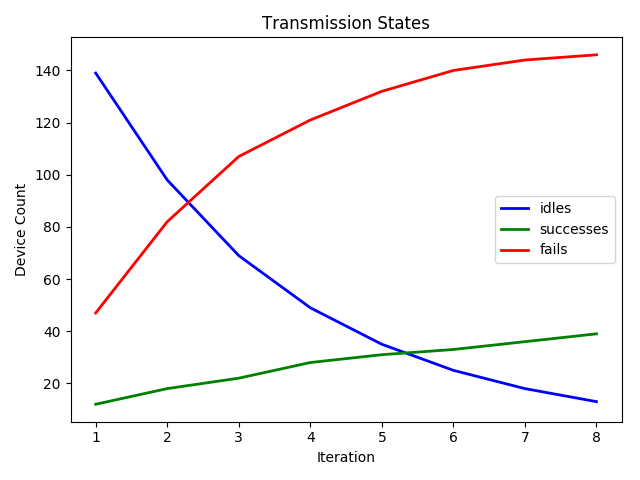 Transmission States
Device Count
140
120
100
80
60
40
20
idles
successes
fails
1 2 3 4 5 6 7 8
Iteration